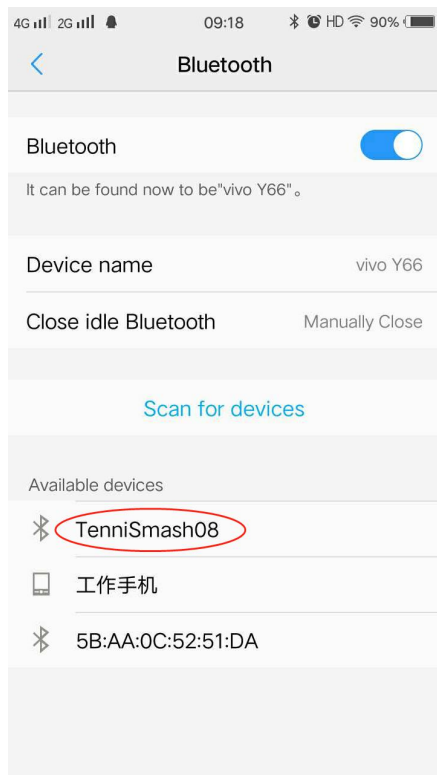 4G 2G 09:18 HD 90%
Bluetooth
Bluetooth
It can be found now to be"vivo Y66"。
Device name vivo Y66
Close idle Bluetooth Manually Close
Scan for devices
Available devices
TenniSmash08
工作手机
5B:AA:0C:52:51:DA